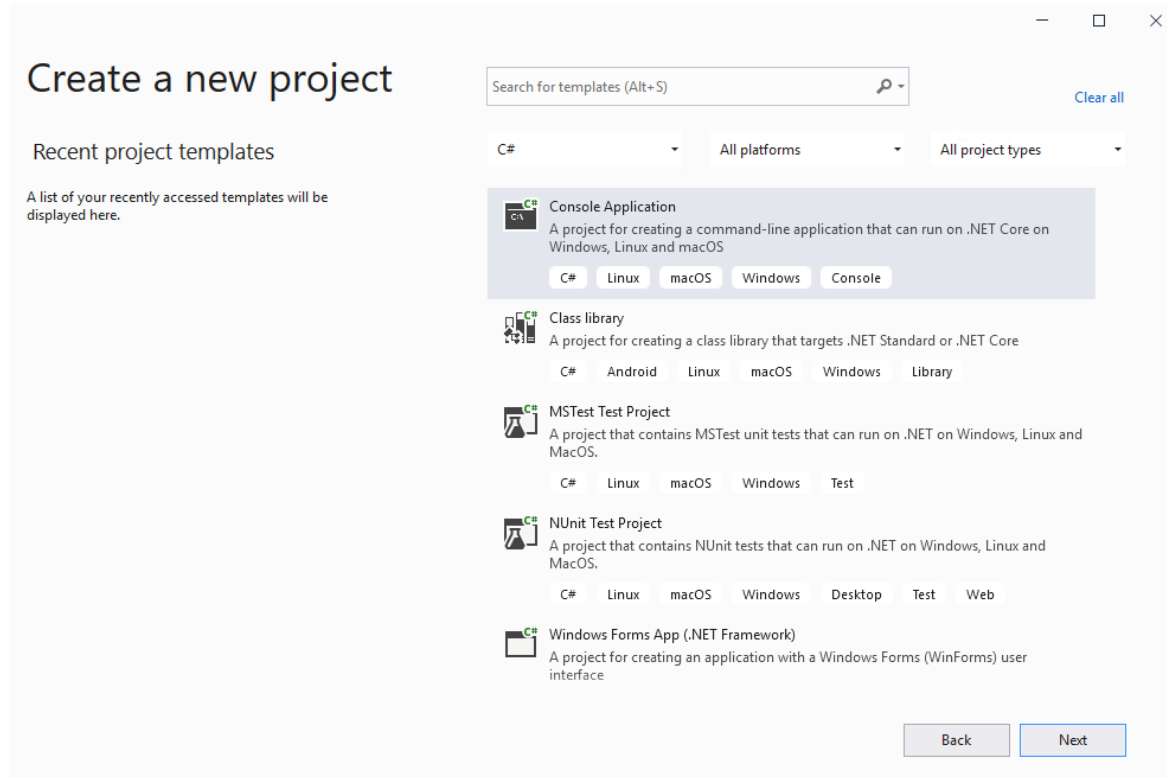 Create a new project
Search for templates (Alt+S)
Clear all
Recent project templates
A list of your recently accessed templates will be
displayed here.
C#
All platforms
All project types
C#
C:\
Console Application
A project for creating a command-line application that can run on .NET Core on
Windows, Linux and macOS
C# Linux macOS Windows Console
C#
Class library
A project for creating a class library that targets .NET Standard or .NET Core
C# Android Linux macOS Windows Library
C#
MSTest Test Project
A project that contains MSTest unit tests that can run on .NET on Windows, Linux and
MacOS.
C# Linux macOS Windows Test
C#
NUnit Test Project
A project that contains NUnit tests that can run on .NET on Windows, Linux and
MacOS.
C# Linux macOS Windows Desktop Test Web
C#
Windows Forms App (.NET Framework)
A project for creating an application with a Windows Forms (WinForms) user
interface
Back
Next